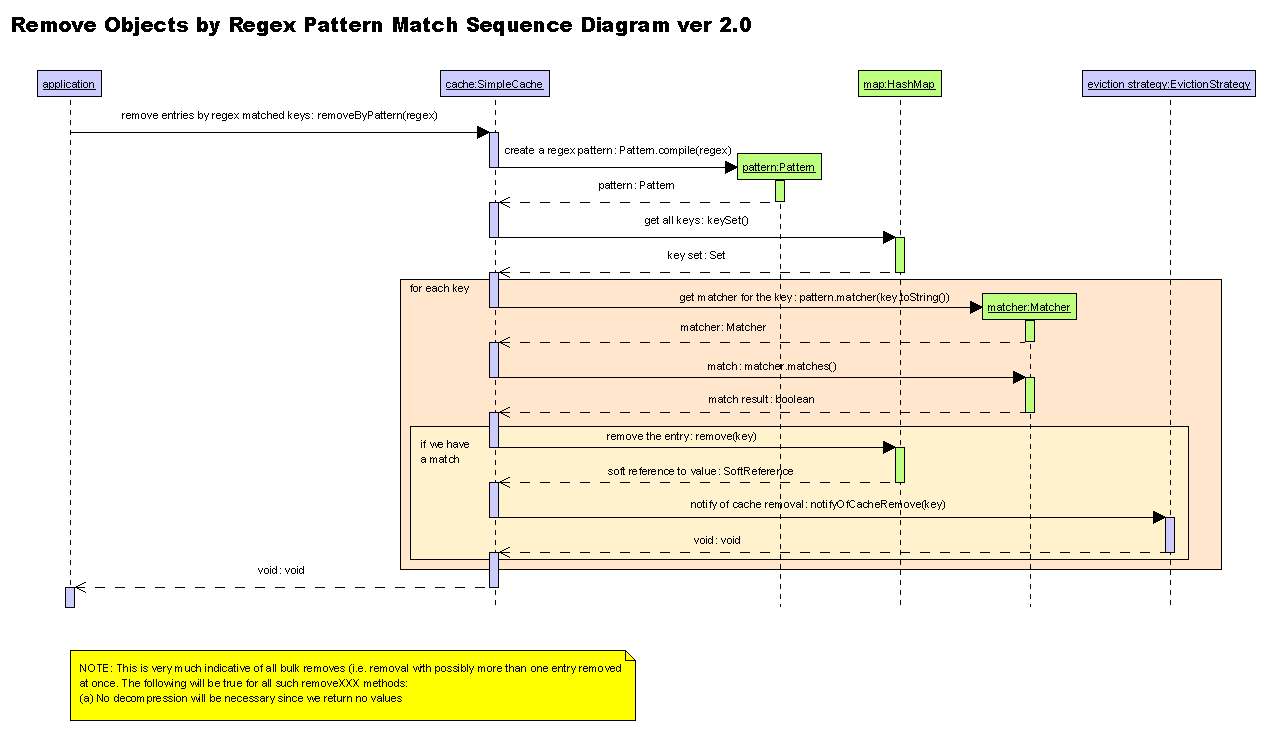 Remove Objects by Regex Pattern Match Sequence Diagram ver 2.0
application
cache:SimpleCache
map:HashMap
eviction strategy:EvictionStrategy
remove entries by regex matched keys: removeByPattern(regex)
create a regex pattern: Pattern.compile(regex)
pattern:Pattern
pattern: Pattern
get all keys: keySet()
key set: Set
for each key
get matcher for the key: pattern.matcher(key.toString())
matcher:Matcher
matcher: Matcher
match: matcher.matches()
match result: boolean
if we have
a match
remove the entry: remove(key)
soft reference to value: SoftReference
notify of cache removal: notifyOfCacheRemove(key)
void: void
void: void
NOTE: This is very much indicative of all bulk removes (i.e. removal with possibly more than one entry removed
at once. The following will be true for all such removeXXX methods:
(a) No decompression will be necessary since we return no values